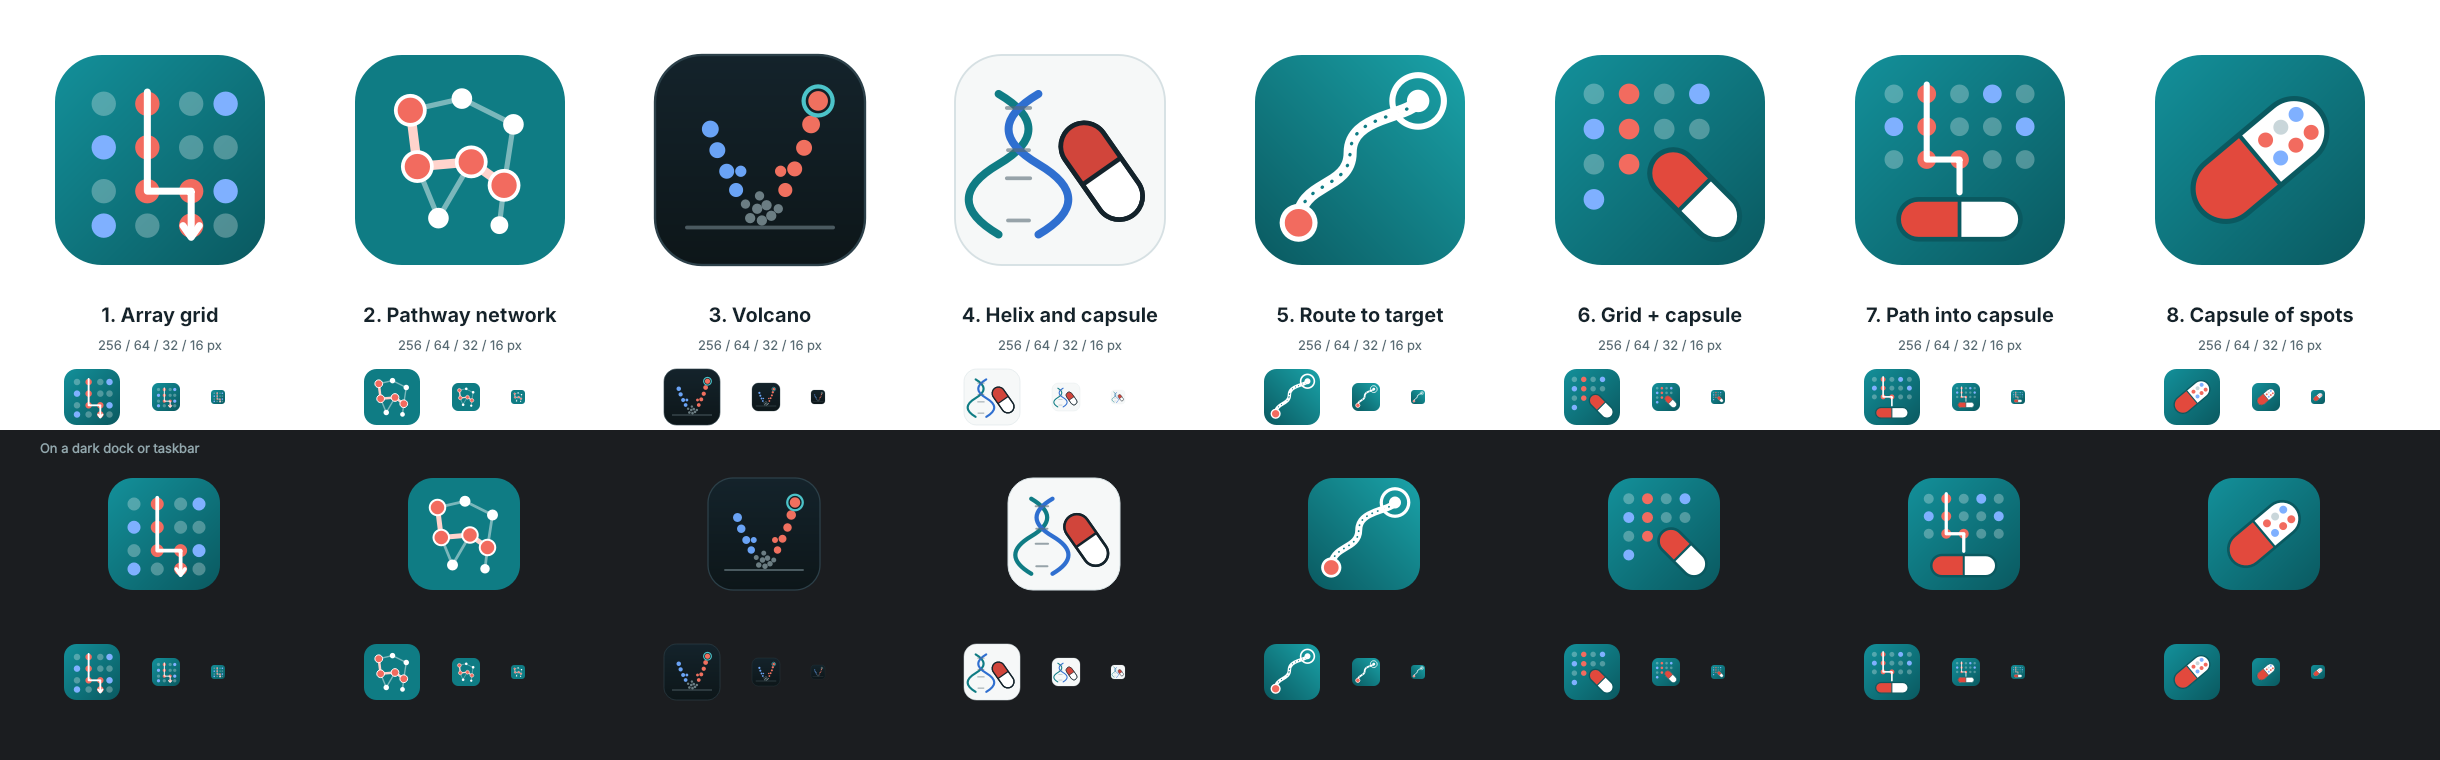 1. Array grid
256 / 64 / 32 / 16 px
2. Pathway network
256 / 64 / 32 / 16 px
3. Volcano
256 / 64 / 32 / 16 px
4. Helix and capsule
256 / 64 / 32 / 16 px
5. Route to target
256 / 64 / 32 / 16 px
6. Grid + capsule
256 / 64 / 32 / 16 px
7. Path into capsule
256 / 64 / 32 / 16 px
8. Capsule of spots
256 / 64 / 32 / 16 px
On a dark dock or taskbar